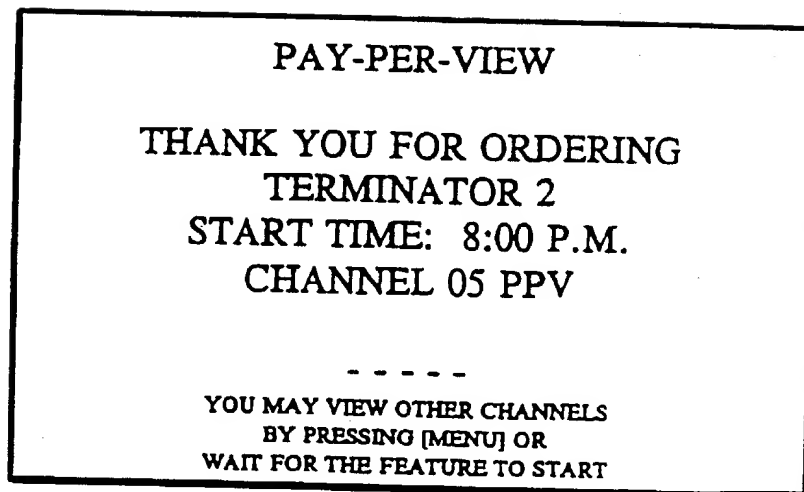 PAY-PER-VIEW
THANK YOU FOR ORDERING
TERMINATOR 2
START TIME: 8:00 P.M.
CHANNEL 05 PPV
- - - - -
YOU MAY VIEW OTHER CHANNELS
BY PRESSING [MENU] OR
WAIT FOR THE FEATURE TO START